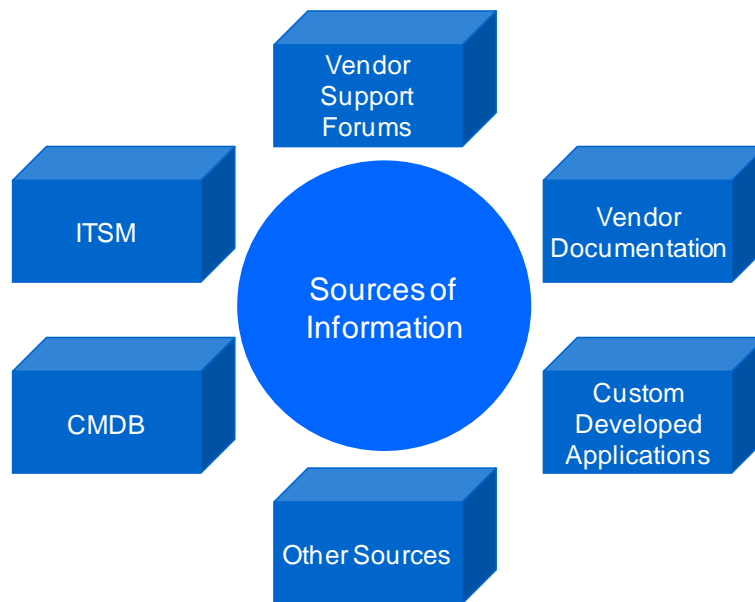 Vendor
Support
Forums
ITSM
Vendor
Documentation
Sources of
Information
CMDB
Custom
Developed
Applications
Other Sources